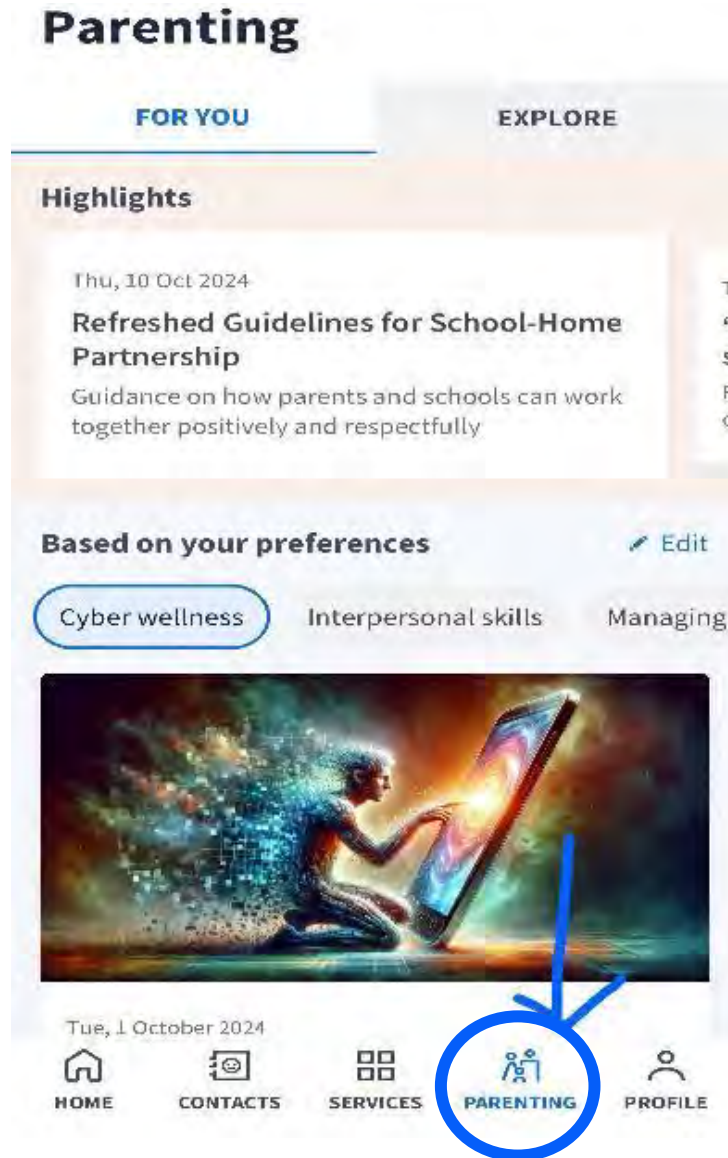 Parenting
FOR YOU
EXPLORE
Highlights
Thu, 10 Oct 2024
Refreshed Guidelines for School-Home
Partnership
Guidance on how parents and schools can work
together positively and respectfully
Based on your preferences
Edit
Cyber wellness
Interpersonal skills
Managing
Tue, 1 October 2024
HOME
CONTACTS
SERVICES
PARENTING
PROFILE